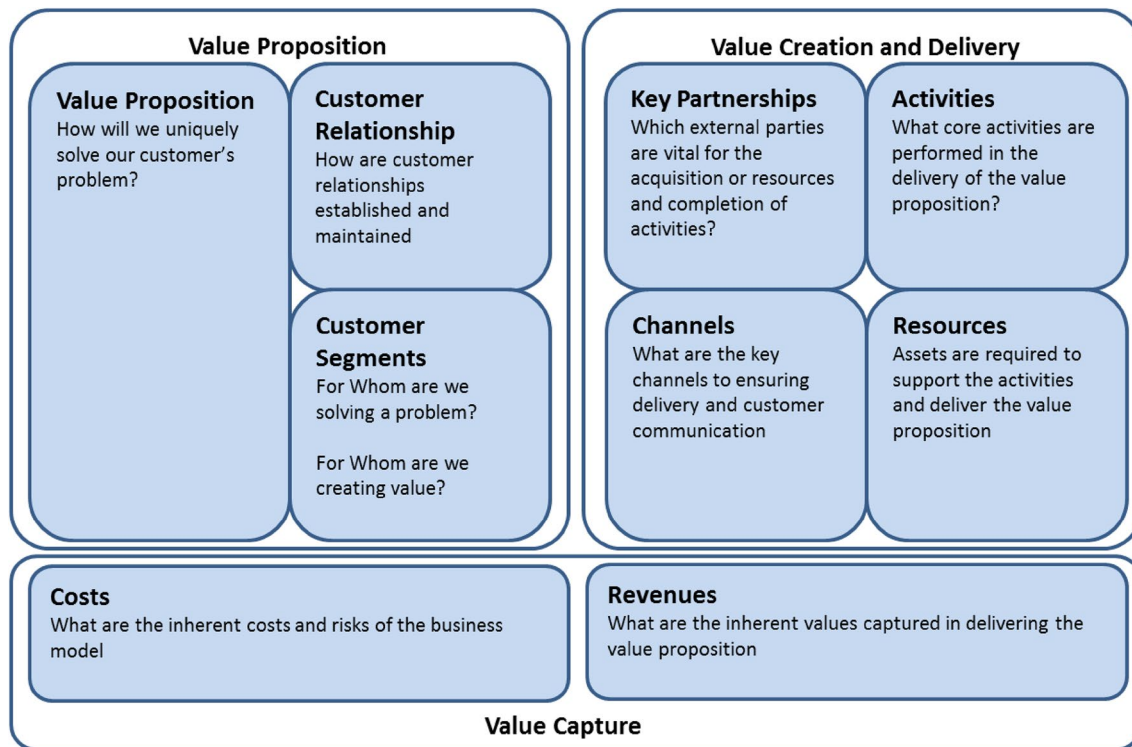 Value Proposition
Value Proposition
How will we uniquely
solve our customer’s
problem?
Customer
Relationship
How are customer
relationships
established and
maintained
Customer
Segments
For Whom are we
solving a problem?
For Whom are we
creating value?
Value Creation and Delivery
Key Partnerships
Which external parties
are vital for the
acquisition or resources
and completion of
activities?
Activities
What core activities are
performed in the
delivery of the value
proposition?
Channels
What are the key
channels to ensuring
delivery and customer
communication
Resources
Assets are required to
support the activities
and deliver the value
proposition
Costs
What are the inherent costs and risks of the business
model
Revenues
What are the inherent values captured in delivering the
value proposition
Value Capture